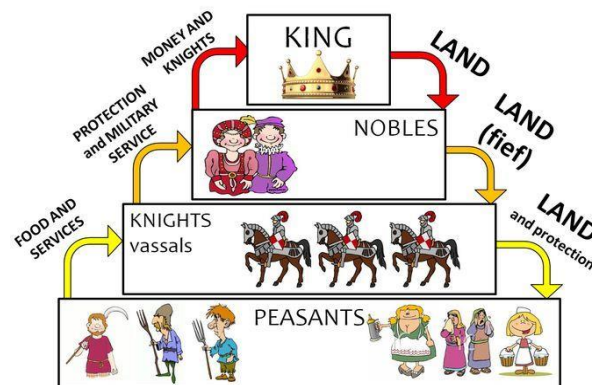 KING
MONEY AND
KNIGHTS
LAND
NOBLES
PROTECTION
and MILITARY
SERVICE
LAND
(fief)
KNIGHTS
vassals
FOOD AND
SERVICES
LAND
and protection
PEASANTS